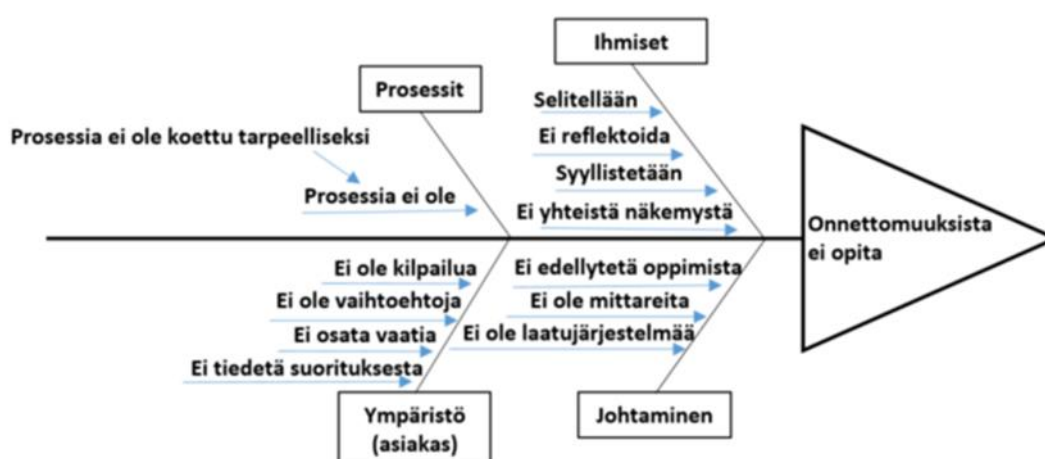 Ihmiset
Prosessit
Selitellään
Prosessia ei ole koettu tarpeelliseksi
Ei reflektoida
Syyllistetään
Prosessia ei ole
Ei yhteistä näkemystä
Onnettomuuksista
ei opita
Ei ole kilpailua
Ei ole vaihtoehtoja
Ei osata vaatia
Ei tiedetä suorituksesta
Ei edellytetä oppimista
Ei ole mittareita
Ei ole laatujärjestelmää
Ympäristö
(asiakas)
Johtaminen